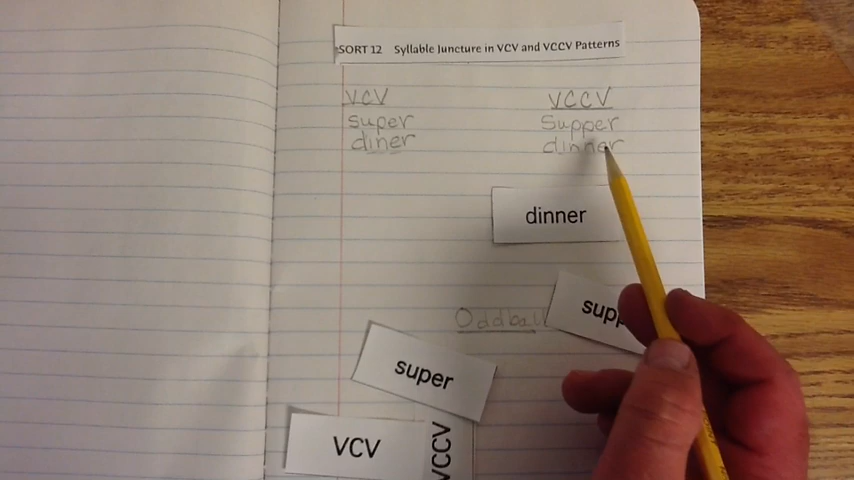 SORT 12 Syllable Juncture in VCV and VCCV Patterns
VCV VCCV
super Supper
diner dinner
dinner
Oddball
super
VCV
VCCV